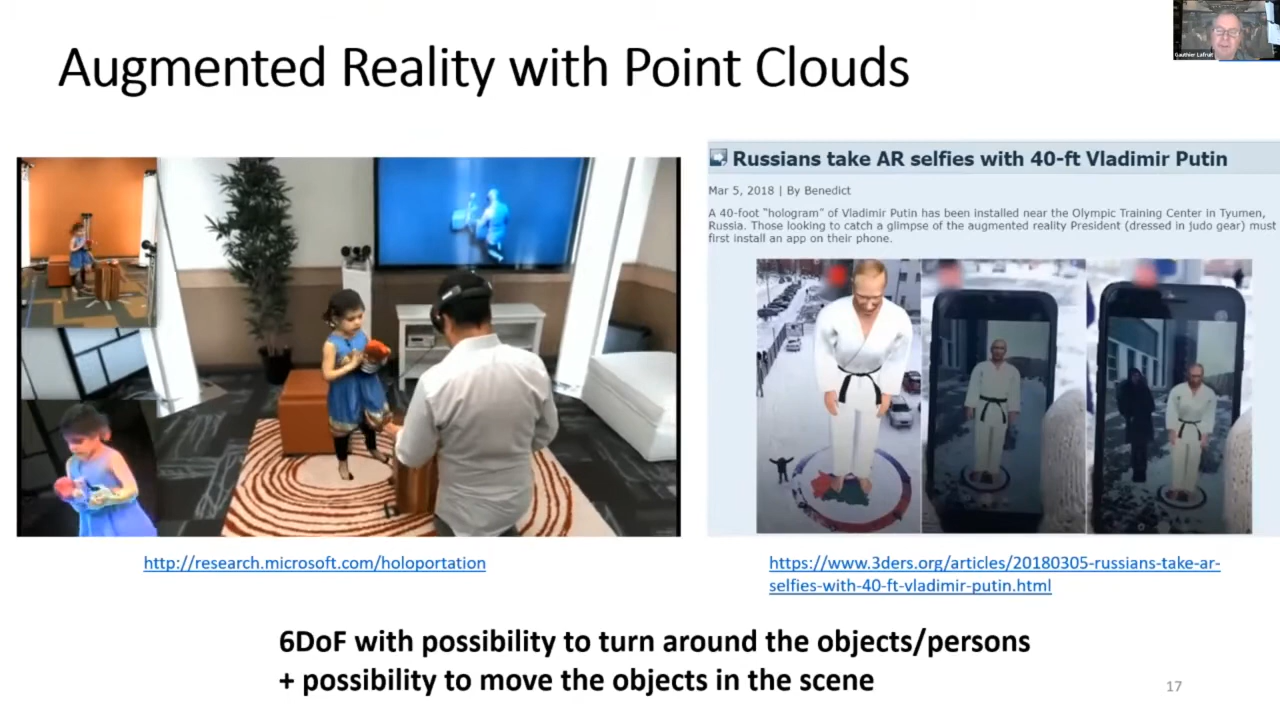 Augmented Reality with Point Clouds
Gauthier Lafruit
Russians take AR selfies with 40-ft Vladimir Putin
Mar 5, 2018 | By Benedict
A 40-foot "hologram" of Vladimir Putin has been installed near the Olympic Training Center in Tyumen,
Russia. Those looking to catch a glimpse of the augmented reality President (dressed in judo gear) must
first install an app on their phone.
http://research.microsoft.com/holoportation
https://www.3ders.org/articles/20180305-russians-take-ar-
selfies-with-40-ft-vladimir-putin.html
6DoF with possibility to turn around the objects/persons
+ possibility to move the objects in the scene
17